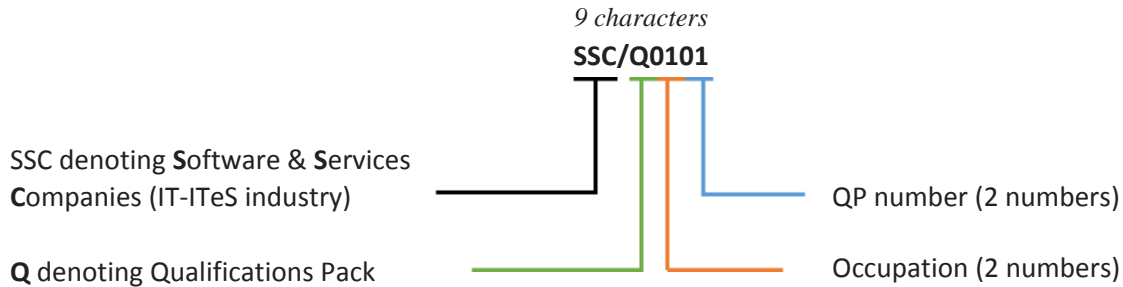 9 characters
SSC/Q0101
SSC denoting Software & Services
Companies (IT-ITeS industry)
QP number (2 numbers)
Q denoting Qualifications Pack
Occupation (2 numbers)